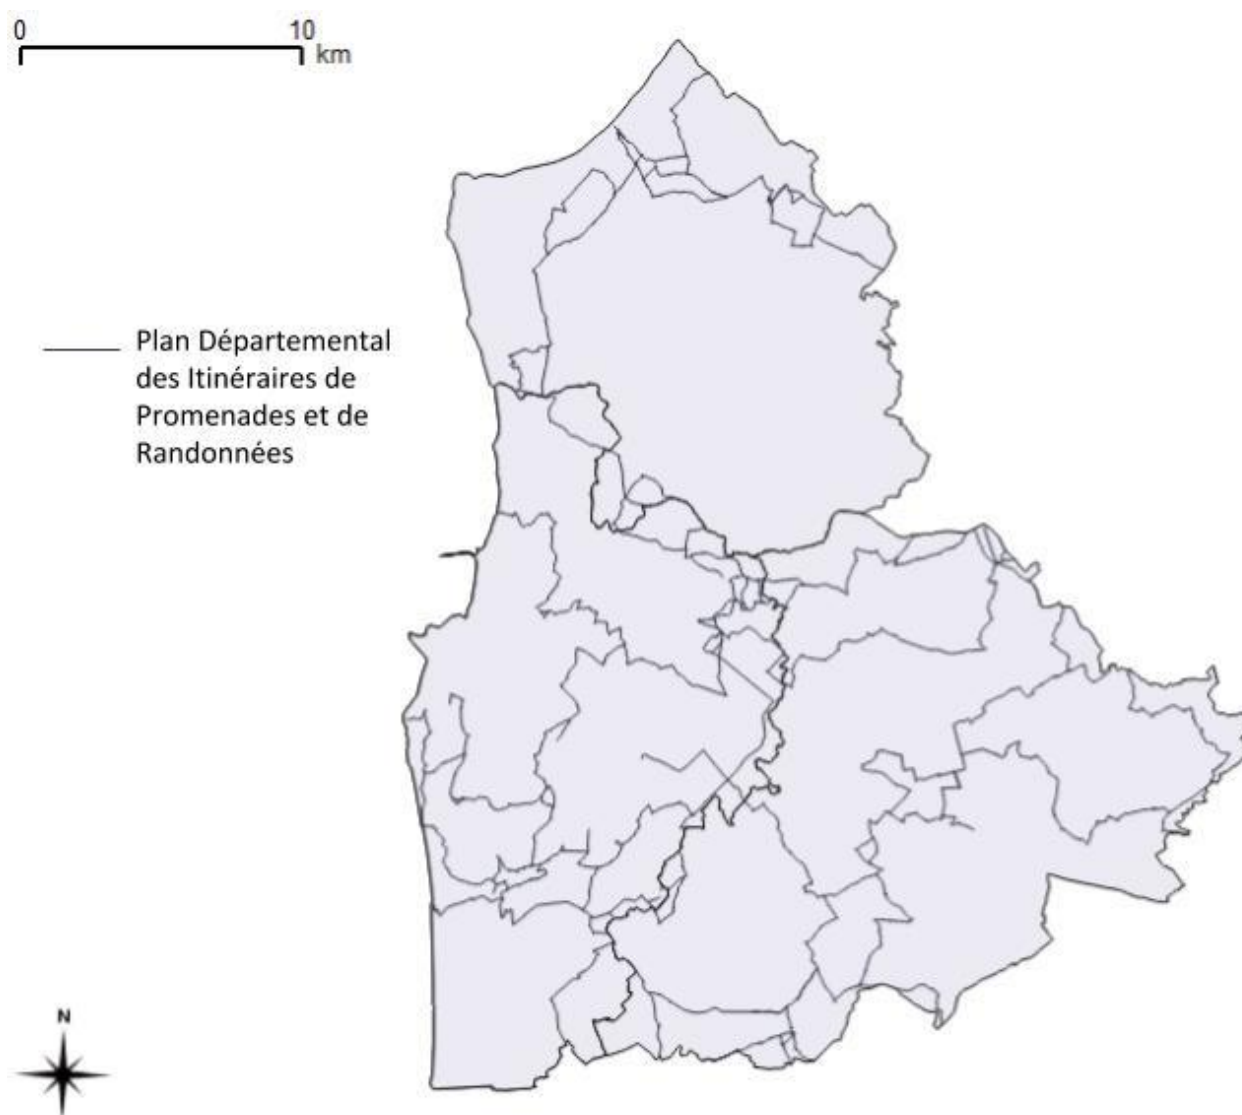 0 10
km
Plan Départemental
des Itinéraires de
Promenades et de
Randonnées
N